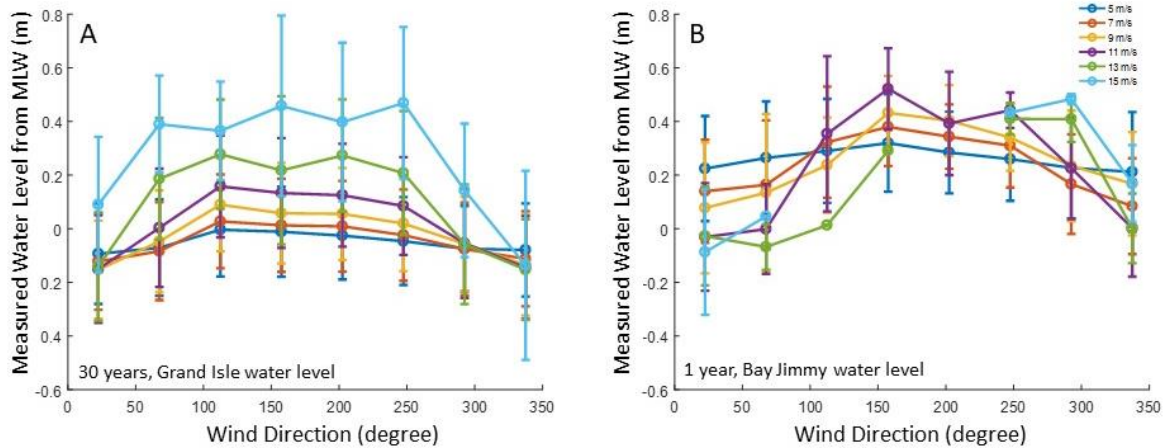 A
0.8
0.6
0.4
0.2
0
0.2
0.4
-0.6
0 50 100 150 200 250 300 350
Measured Water Level from MLW (m)
Wind Direction (degree)
30 years, Grand Isle water level
B
5 m/s
7 m/s
9 m/s
11 m/s
13 m/s
15 m/s
0.8
0.6
0.4
0.2
0
0.2
0.4
-0.6
0 50 100 150 200 250 300 350
Measured Water Level from MLW (m)
Wind Direction (degree)
1 year, Bay Jimmy water level